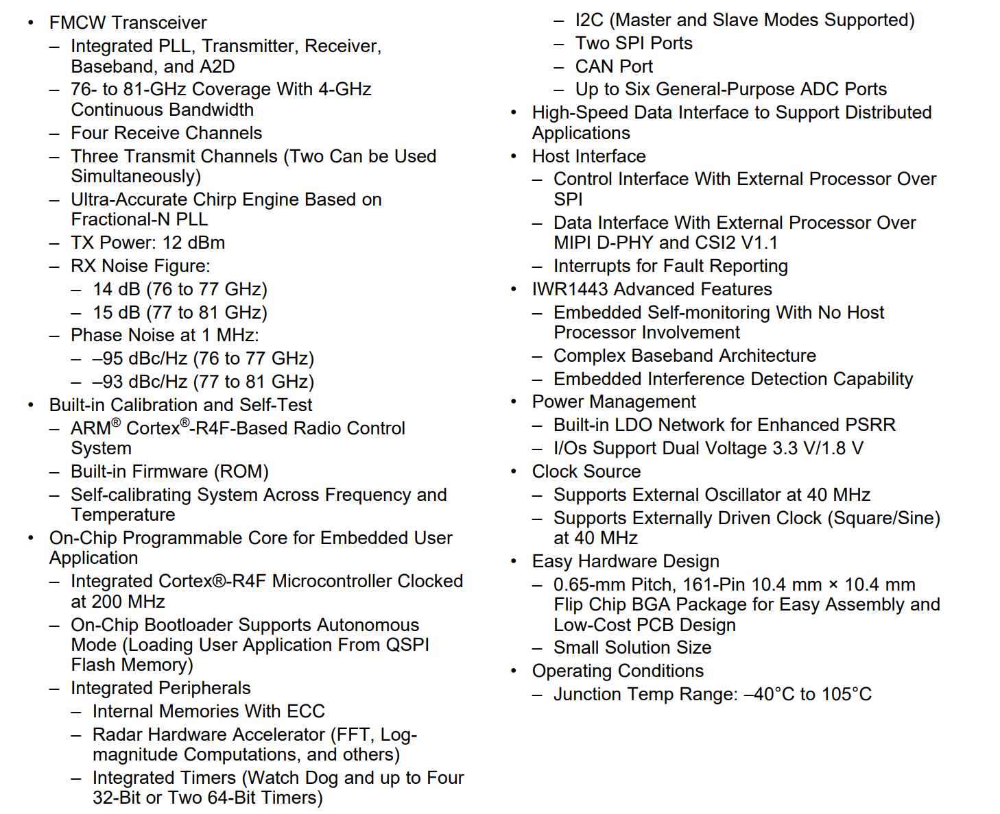 • FMCW Transceiver
– Integrated PLL, Transmitter, Receiver,
Baseband, and A2D
– 76- to 81-GHz Coverage With 4-GHz
Continuous Bandwidth
– Four Receive Channels
– Three Transmit Channels (Two Can be Used
Simultaneously)
– Ultra-Accurate Chirp Engine Based on
Fractional-N PLL
– TX Power: 12 dBm
– RX Noise Figure:
– 14 dB (76 to 77 GHz)
– 15 dB (77 to 81 GHz)
– Phase Noise at 1 MHz:
– –95 dBc/Hz (76 to 77 GHz)
– –93 dBc/Hz (77 to 81 GHz)
• Built-in Calibration and Self-Test
– ARM® Cortex®-R4F-Based Radio Control
System
– Built-in Firmware (ROM)
– Self-calibrating System Across Frequency and
Temperature
• On-Chip Programmable Core for Embedded User
Application
– Integrated Cortex®-R4F Microcontroller Clocked
at 200 MHz
– On-Chip Bootloader Supports Autonomous
Mode (Loading User Application From QSPI
Flash Memory)
– Integrated Peripherals
– Internal Memories With ECC
– Radar Hardware Accelerator (FFT, Log-
magnitude Computations, and others)
– Integrated Timers (Watch Dog and up to Four
32-Bit or Two 64-Bit Timers)
– I2C (Master and Slave Modes Supported)
– Two SPI Ports
– CAN Port
– Up to Six General-Purpose ADC Ports
• High-Speed Data Interface to Support Distributed
Applications
• Host Interface
– Control Interface With External Processor Over
SPI
– Data Interface With External Processor Over
MIPI D-PHY and CSI2 V1.1
– Interrupts for Fault Reporting
• IWR1443 Advanced Features
– Embedded Self-monitoring With No Host
Processor Involvement
– Complex Baseband Architecture
– Embedded Interference Detection Capability
• Power Management
– Built-in LDO Network for Enhanced PSRR
– I/Os Support Dual Voltage 3.3 V/1.8 V
• Clock Source
– Supports External Oscillator at 40 MHz
– Supports Externally Driven Clock (Square/Sine)
at 40 MHz
• Easy Hardware Design
– 0.65-mm Pitch, 161-Pin 10.4 mm × 10.4 mm
Flip Chip BGA Package for Easy Assembly and
Low-Cost PCB Design
– Small Solution Size
• Operating Conditions
– Junction Temp Range: –40°C to 105°C